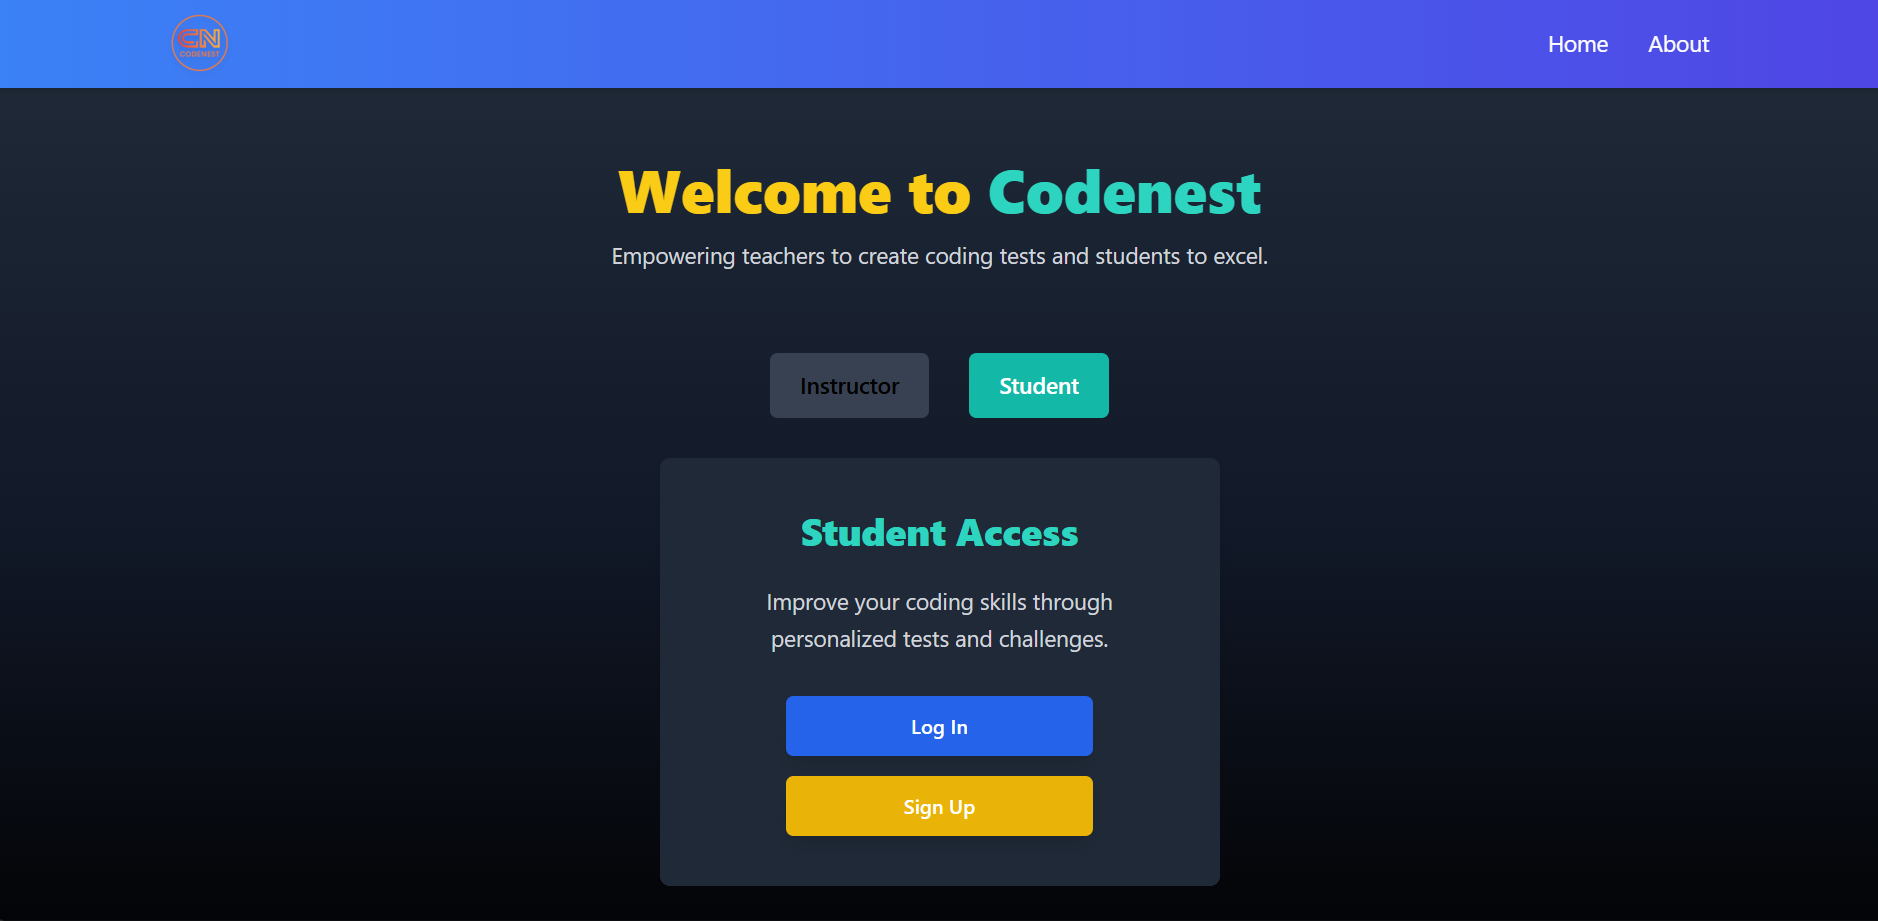 CN
CODENEST
Home
About
Welcome to Codenest
Empowering teachers to create coding tests and students to excel.
Instructor
Student
Student Access
Improve your coding skills through
personalized tests and challenges.
Log In
Sign Up